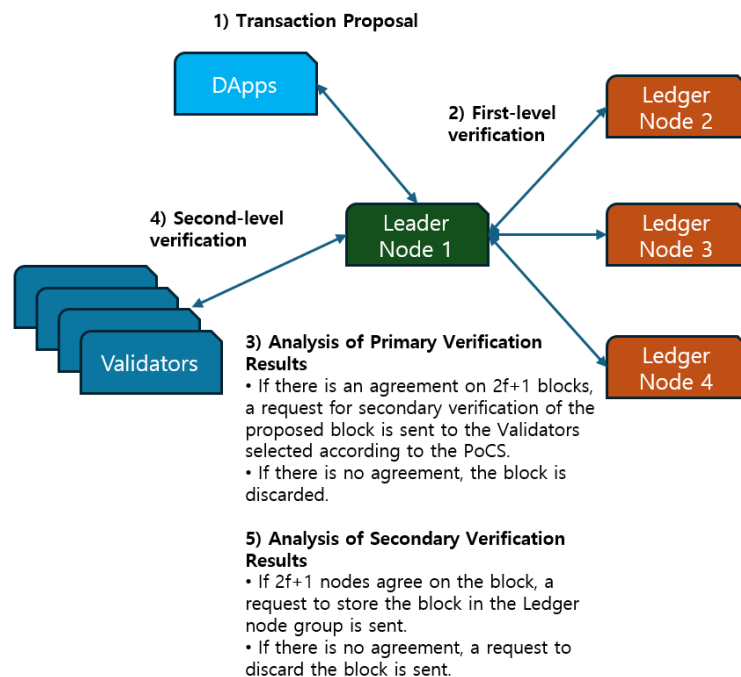 1) Transaction Proposal
DApps
2) First-level
verification
Ledger
Node 2
4) Second-level
verification
Leader
Node 1
Ledger
Node 3
Validators
3) Analysis of Primary Verification
Results
• If there is an agreement on 2f+1 blocks,
a request for secondary verification of the
proposed block is sent to the Validators
selected according to the PoCS.
• If there is no agreement, the block is
discarded.
Ledger
Node 4
5) Analysis of Secondary Verification
Results
• If 2f+1 nodes agree on the block, a
request to store the block in the Ledger
node group is sent.
• If there is no agreement, a request to
discard the block is sent.